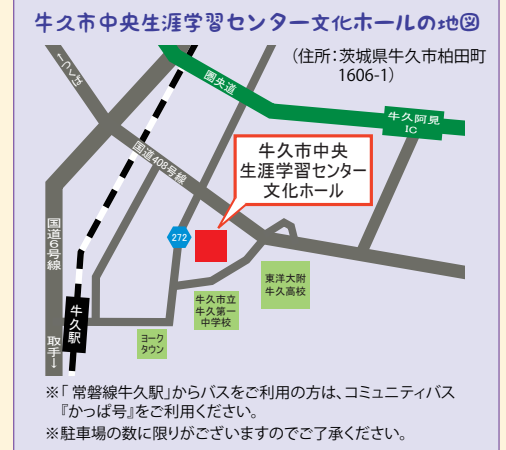 牛久市中央生涯学習センター文化ホールの地図
(住所：茨城県牛久市柏田町
1606-1)
←つくば
圏央道
牛久阿見
IC
国道408号線
牛久市中央
生涯学習センター
文化ホール
272
国道6号線
東洋大附
牛久高校
牛久市立
牛久第一
中学校
牛久駅
ヨーク
タウン
取手→
※「 常磐線牛久駅」からバスをご利用の方は、コミュニティバス
『かっぱ号』をご利用ください。
※駐車場の数に限りがございますのでご了承ください。